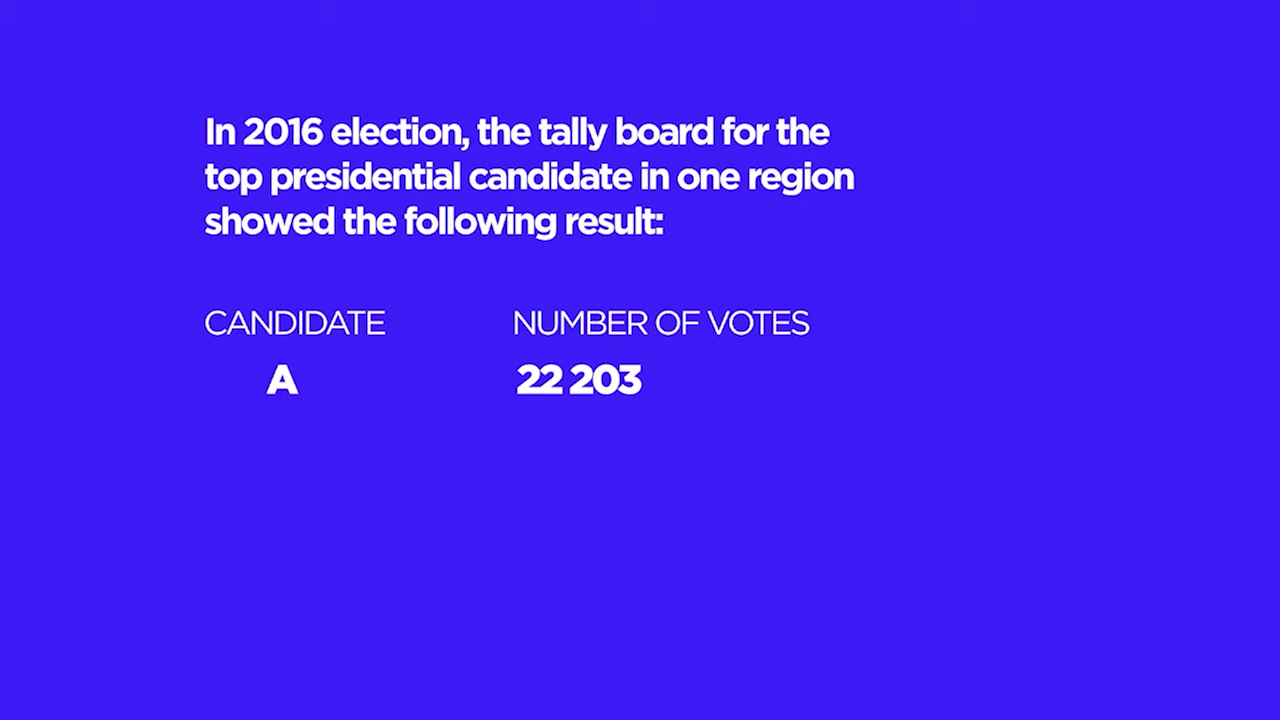 In 2016 election, the tally board for the
top presidential candidate in one region
showed the following result:
CANDIDATE NUMBER OF VOTES
A 22 203